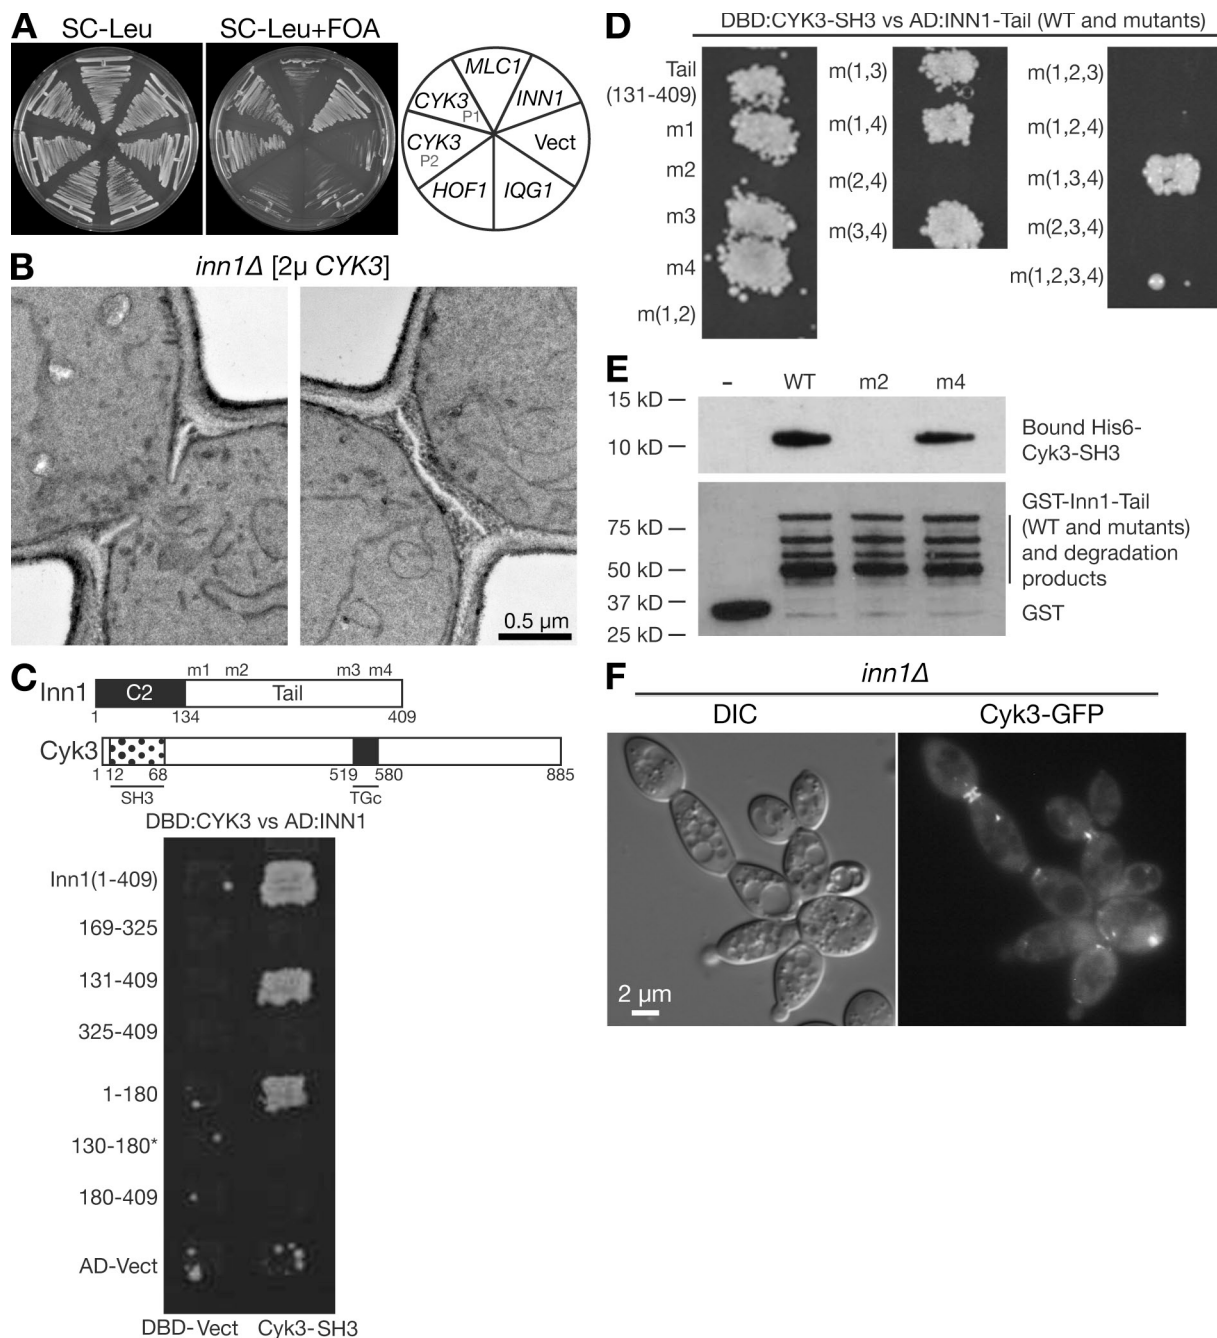 A
SC-Leu
SC-Leu+FOA
MLC1
INN1
CYK3
P1
CYK3
P2
Vect
HOF1
IQG1
B
inn1Δ [2µ CYK3]
0.5 µm
C
m1 m2 m3 m4
Inn1
C2
Tail
1 134 409
Cyk3
1 12 68 519 580 885
SH3 TGc
DBD:CYK3 vs AD:INN1
Inn1(1-409)
169-325
131-409
325-409
1-180
130-180*
180-409
AD-Vect
DBD-Vect Cyk3-SH3
D
DBD:CYK3-SH3 vs AD:INN1-Tail (WT and mutants)
Tail
(131-409)
m1
m2
m3
m4
m(1,2)
m(1,3)
m(1,4)
m(2,4)
m(3,4)
m(1,2,3)
m(1,2,4)
m(1,3,4)
m(2,3,4)
m(1,2,3,4)
E
- WT m2 m4
15 kD
10 kD
Bound His6-
Cyk3-SH3
75 kD
50 kD
37 kD
25 kD
GST-Inn1-Tail
(WT and mutants)
and degradation
products
GST
F
inn1Δ
DIC
Cyk3-GFP
2 µm